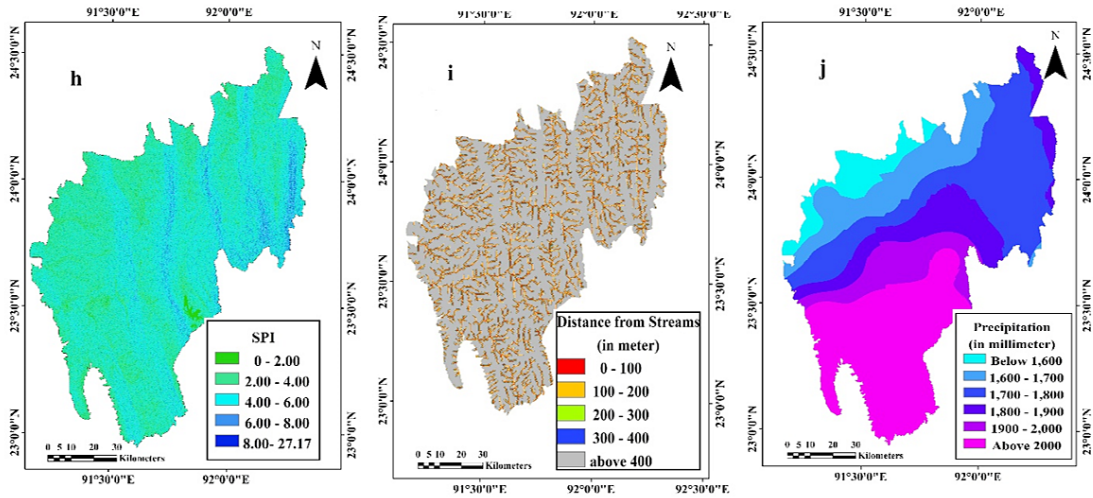 91°30'0"E 92°0'0"E
24°30'0"N
24°0'0"N
23°30'0"N
23°0'0"N
h
N
SPI
0 - 2.00
2.00 - 4.00
4.00 - 6.00
6.00 - 8.00
8.00- 27.17
0 5 10 20 30
Kilometers
91°30'0"E 92°0'0"E
91°30'0"E 92°0'0"E 92°30'0"E
24°30'0"N
24°0'0"N
23°30'0"N
23°0'0"N
i
N
Distance from Streams
(in meter)
0 - 100
100 - 200
200 - 300
300 - 400
above 400
0 5 10 20 30
Kilometers
91°30'0"E 92°0'0"E 92°30'0"E
91°30'0"E 92°0'0"E
24°30'0"N
24°0'0"N
23°30'0"N
23°0'0"N
j
N
Precipitation
(in millimeter)
Below 1,600
1,600 - 1,700
1,700 - 1,800
1,800 - 1,900
1900 - 2,000
Above 2000
0 5 10 20 30
Kilometers
91°30'0"E 92°0'0"E
24°30'0"N
24°0'0"N
23°30'0"N
23°0'0"N